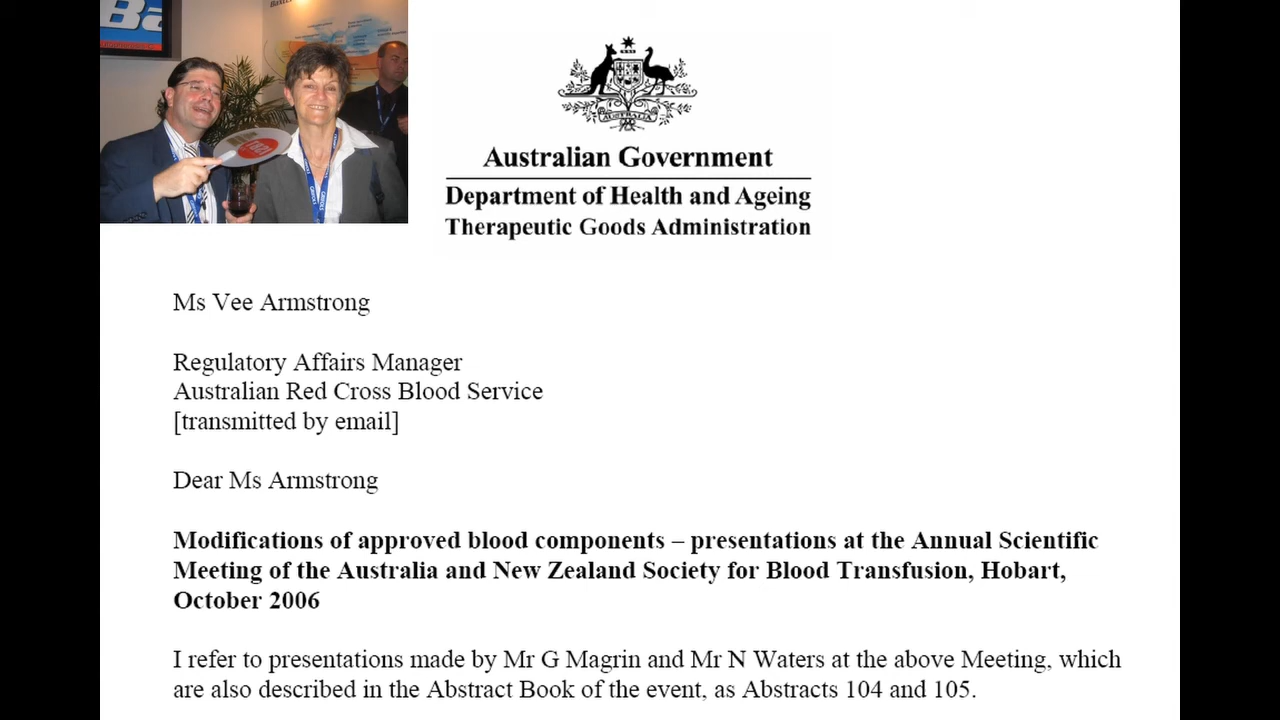 Ba
Australian Government
Department of Health and Ageing
Therapeutic Goods Administration
Ms Vee Armstrong
Regulatory Affairs Manager
Australian Red Cross Blood Service
[transmitted by email]
Dear Ms Armstrong
Modifications of approved blood components – presentations at the Annual Scientific
Meeting of the Australia and New Zealand Society for Blood Transfusion, Hobart,
October 2006
I refer to presentations made by Mr G Magrin and Mr N Waters at the above Meeting, which
are also described in the Abstract Book of the event, as Abstracts 104 and 105.